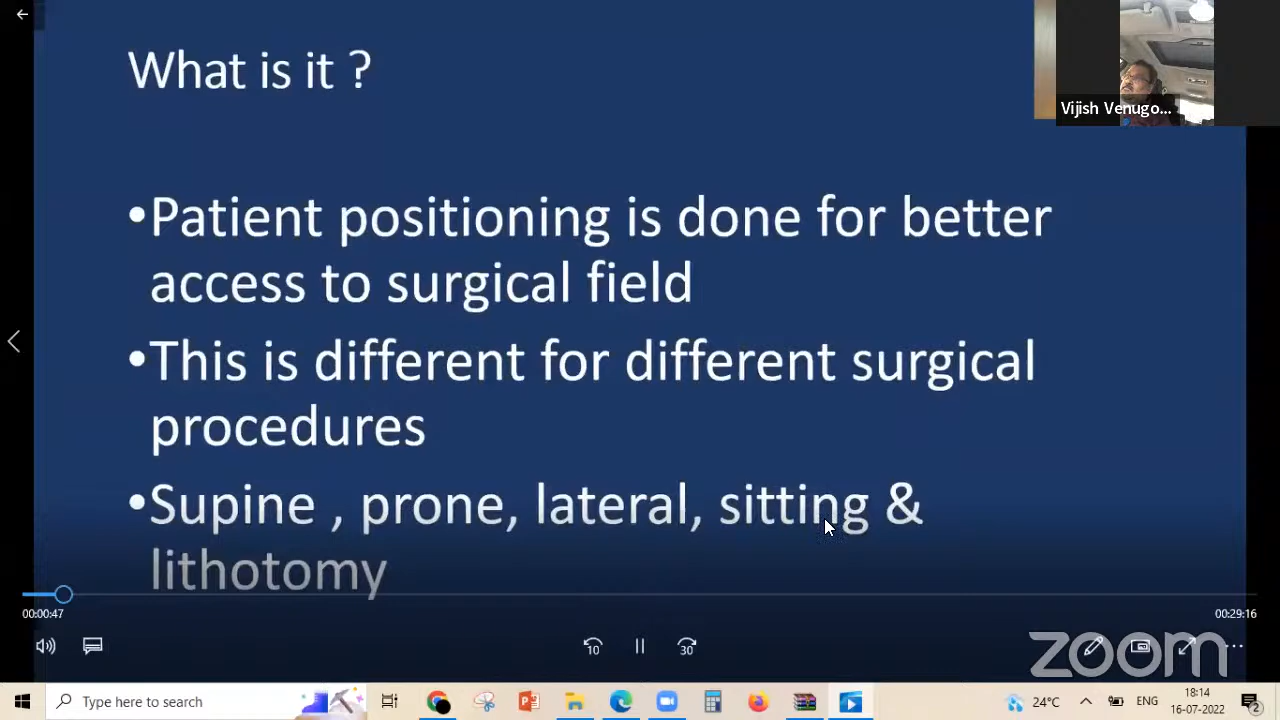 What is it ?
Vijish Venugo...
•Patient positioning is done for better
access to surgical field
•This is different for different surgical
procedures
•Supine , prone, lateral, sitting &
lithotomy
00:00:47
00:29:16
10
30
zoom
Type here to search
24°C
ENG
18:14
16-07-2022
2